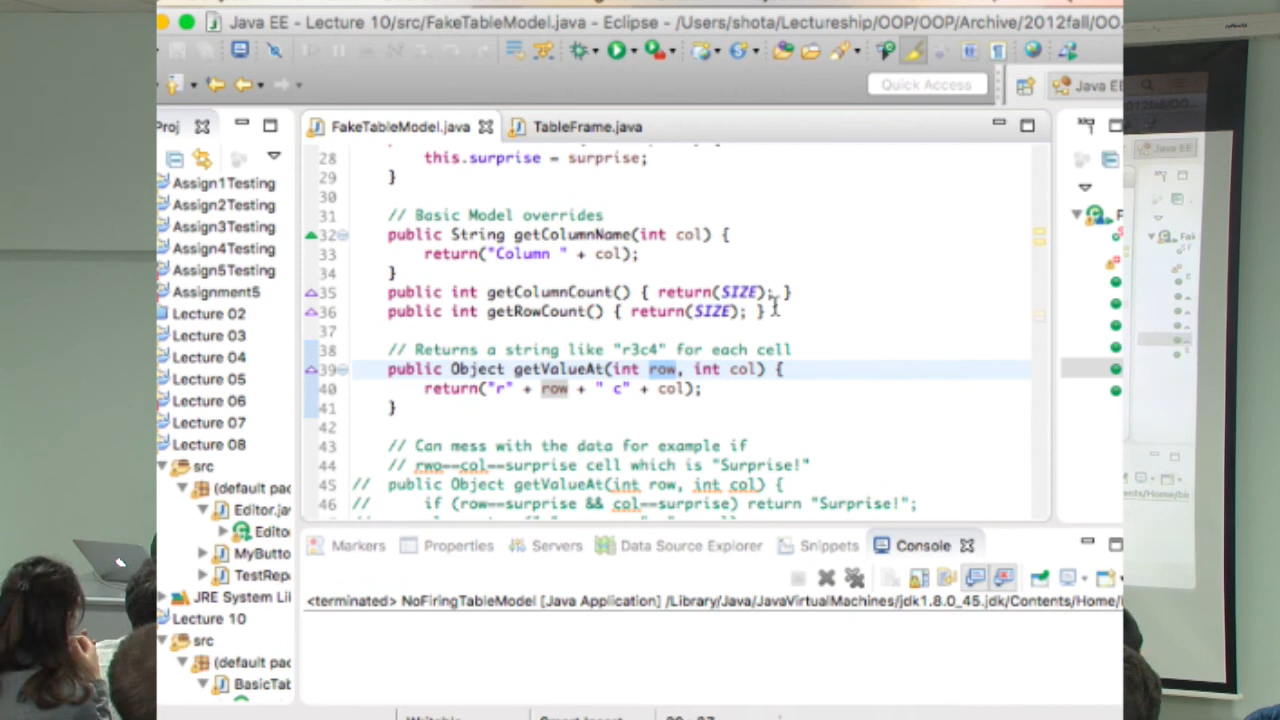 Java EE - Lecture 10/src/FakeTableModel.java - Eclipse - /Users/shota/Lectureship/OOP/OOP/Archive/2012fall/OO
Quick Access
Java EE
Proj
FakeTableModel.java
TableFrame.java
Assign1Testing
Assign2Testing
Assign3Testing
Assign4Testing
Assign5Testing
Assignment5
Lecture 02
Lecture 03
Lecture 04
Lecture 05
Lecture 06
Lecture 07
Lecture 08
src
(default pac
Editor.ja
Edito
MyButto
TestRep
JRE System Li
Lecture 10
src
(default pac
BasicTab
28 this.surprise = surprise;
29 }
30
31 // Basic Model overrides
32 public String getColumnName(int col) {
33 return("Column " + col);
34 }
35 public int getColumnCount() { return(SIZE); }
36 public int getRowCount() { return(SIZE); }
37
38 // Returns a string like "r3c4" for each cell
39 public Object getValueAt(int row, int col) {
40 return("r" + row + " c" + col);
41 }
42
43 // Can mess with the data for example if
44 // rwo==col==surprise cell which is "Surprise!"
45 // public Object getValueAt(int row, int col) {
46 // if (row==surprise && col==surprise) return "Surprise!";
Markers
Properties
Servers
Data Source Explorer
Snippets
Console
<terminated> NoFiringTableModel [Java Application] /Library/Java/JavaVirtualMachines/jdk1.8.0_45.jdk/Contents/Home/
Java EE